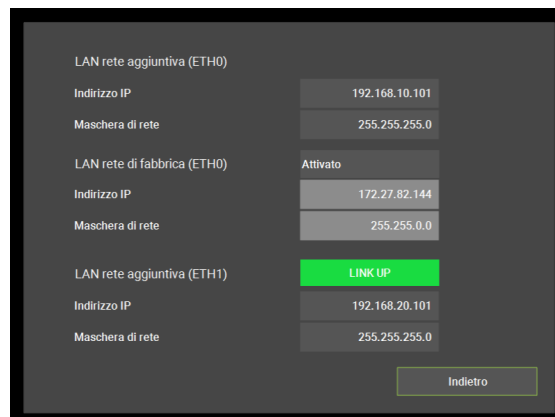 LAN rete aggiuntiva (ETH0)
Indirizzo IP 192.168.10.101
Maschera di rete 255.255.255.0
LAN rete di fabbrica (ETH0) Attivato
Indirizzo IP 172.27.82.144
Maschera di rete 255.255.0.0
LAN rete aggiuntiva (ETH1) LINK UP
Indirizzo IP 192.168.20.101
Maschera di rete 255.255.255.0
Indietro